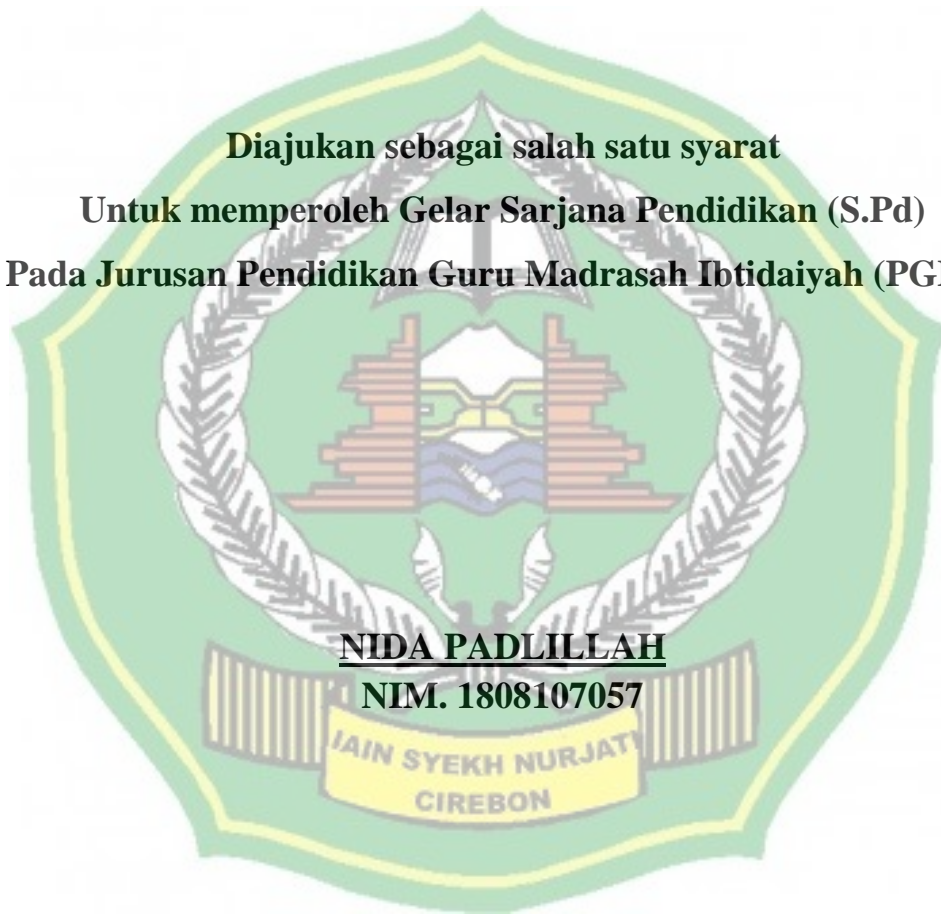 Diajukan sebagai salah satu syarat
Untuk memperoleh Gelar Sarjana Pendidikan (S.Pd)
Pada Jurusan Pendidikan Guru Madrasah Ibtidaiyah
NIDA PADLILLAH
NIM. 1808107057
IAIN SYEKH NURJATI
CIREBON